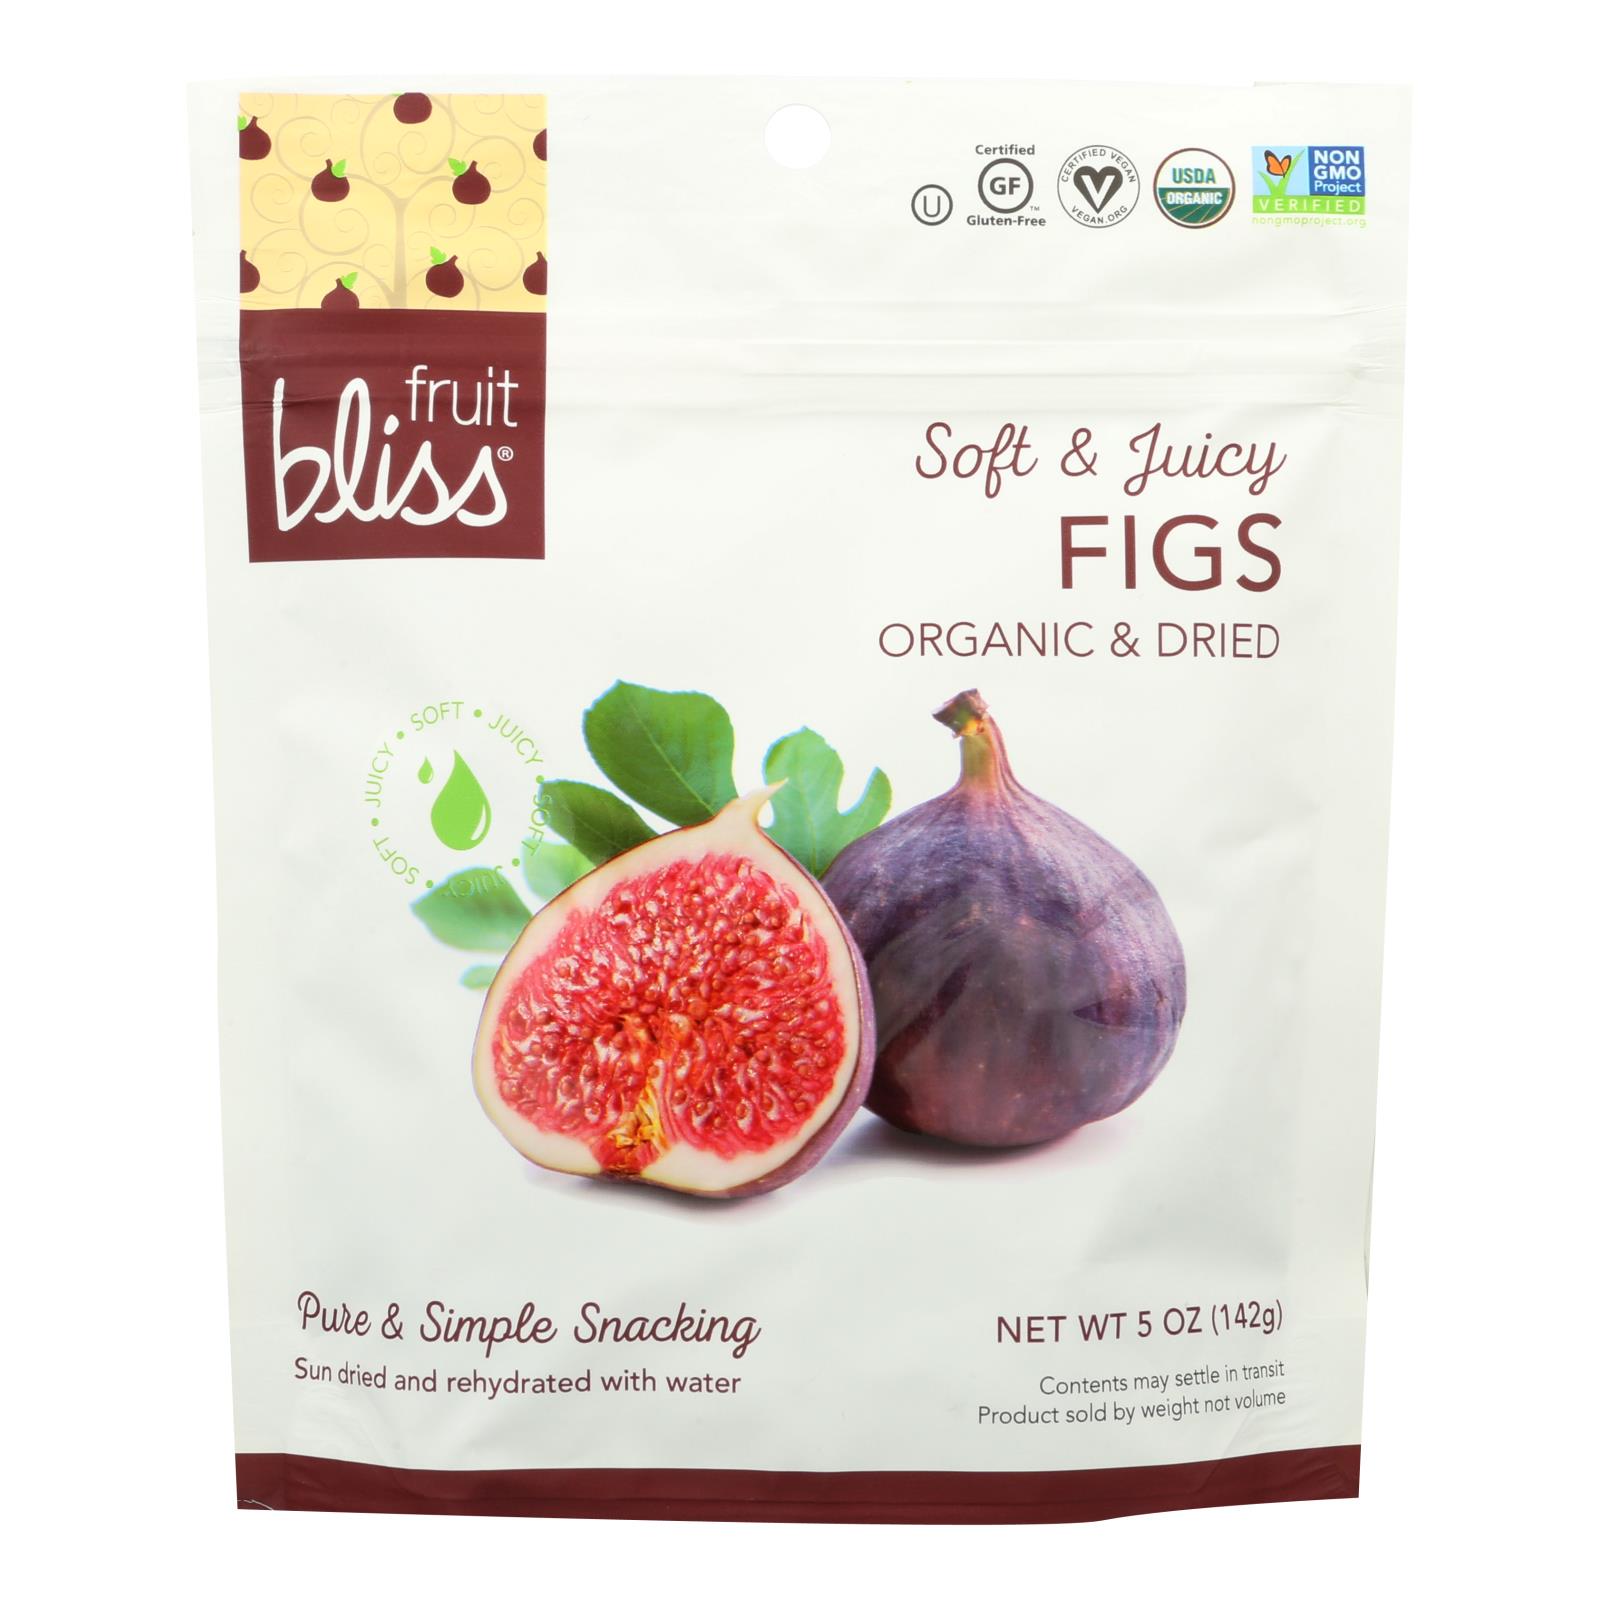 fruit
bliss®
U
Certified
GF™
Gluten-Free
CERTIFIED VEGAN
VEGAN.ORG
USDA
ORGANIC
NON
GMO
Project
VERIFIED
nongmoproject.org
Soft & Juicy
FIGS
ORGANIC & DRIED
SOFT • JUICY • SOFT • JUICY • SOFT • JUICY •
Pure & Simple Snacking
Sun dried and rehydrated with water
NET WT 5 OZ (142g)
Contents may settle in transit
Product sold by weight not volume